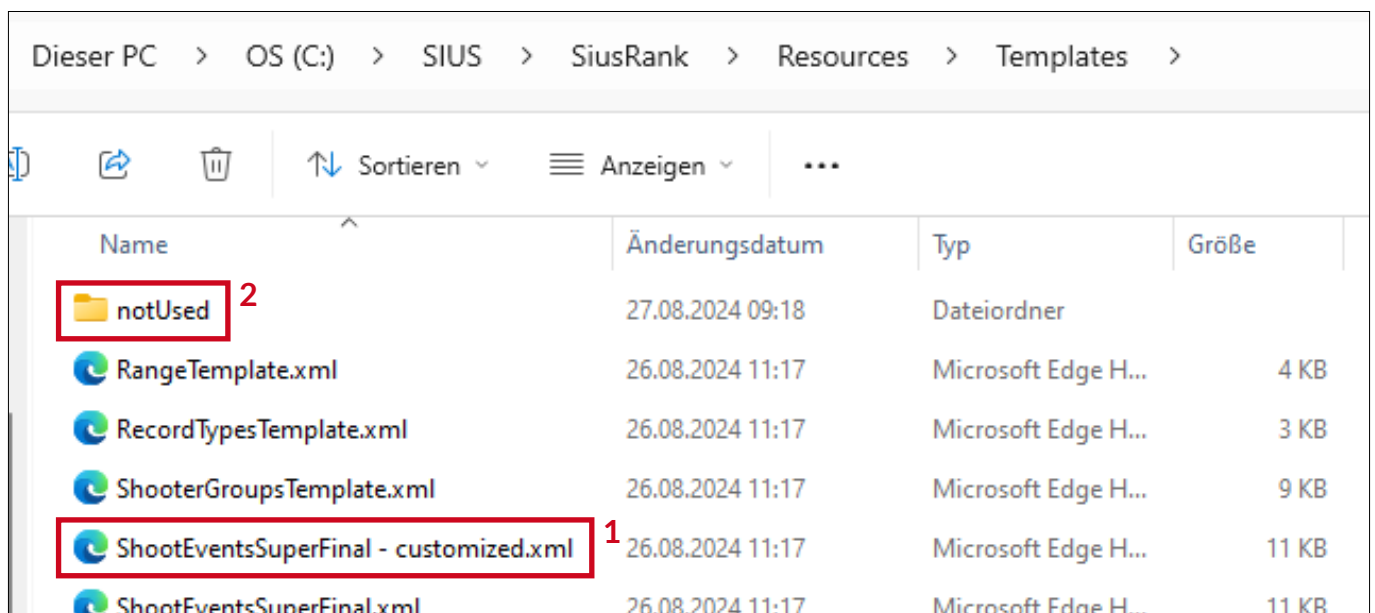 Dieser PC > OS (C:) > SIUS > SiusRank > Resources > Templates >
Sortieren Anzeigen ...
Name Änderungsdatum Typ Größe
notUsed 2 27.08.2024 09:18 Dateiordner
RangeTemplate.xml 26.08.2024 11:17 Microsoft Edge H... 4 KB
RecordTypesTemplate.xml 26.08.2024 11:17 Microsoft Edge H... 3 KB
ShooterGroupsTemplate.xml 26.08.2024 11:17 Microsoft Edge H... 9 KB
ShootEventsSuperFinal - customized.xml 1 26.08.2024 11:17 Microsoft Edge H... 11 KB
ShootEventsSuperFinal.xml 26.08.2024 11:17 Microsoft Edge H... 11 KB